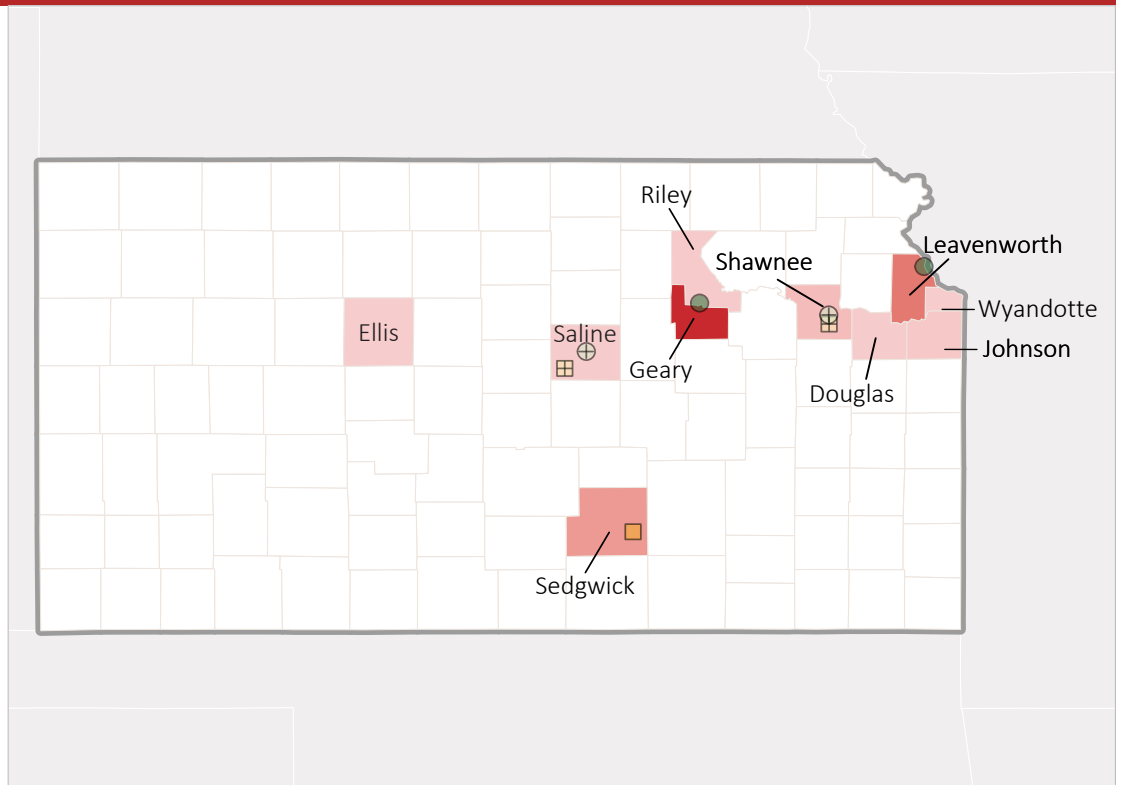 Riley
Leavenworth
Shawnee
Wyandotte
Ellis
Saline
Johnson
Geary
Douglas
Sedgwick